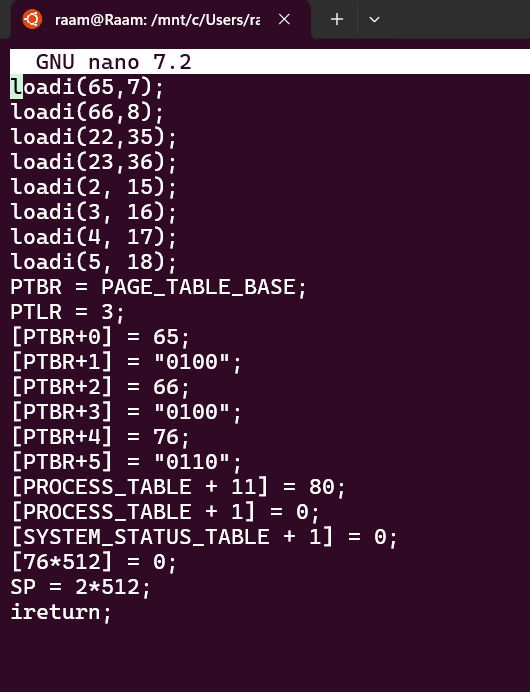 raam@Raam: /mnt/c/Users/ra
GNU nano 7.2
loadi(65,7);
loadi(66,8);
loadi(22,35);
loadi(23,36);
loadi(2, 15);
loadi(3, 16);
loadi(4, 17);
loadi(5, 18);
PTBR = PAGE_TABLE_BASE;
PTLR = 3;
[PTBR+0] = 65;
[PTBR+1] = "0100";
[PTBR+2] = 66;
[PTBR+3] = "0100";
[PTBR+4] = 76;
[PTBR+5] = "0110";
[PROCESS_TABLE + 11] = 80;
[PROCESS_TABLE + 1] = 0;
[SYSTEM_STATUS_TABLE + 1] = 0;
[76*512] = 0;
SP = 2*512;
ireturn;